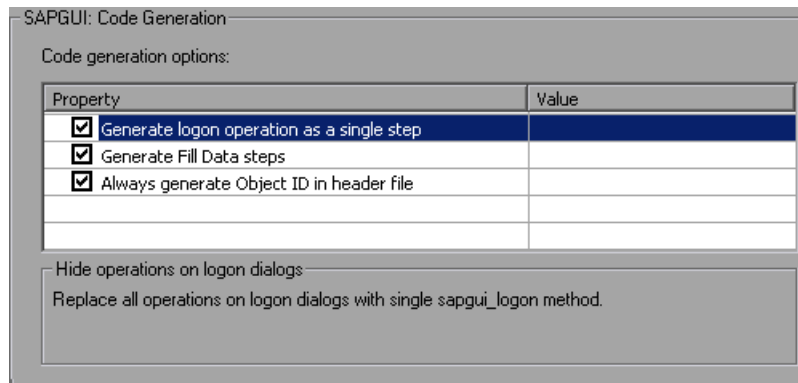 SAPGUI: Code Generation
Code generation options:
Property Value
Generate logon operation as a single step
Generate Fill Data steps
Always generate Object ID in header file
Hide operations on logon dialogs
Replace all operations on logon dialogs with single sapgui_logon method.